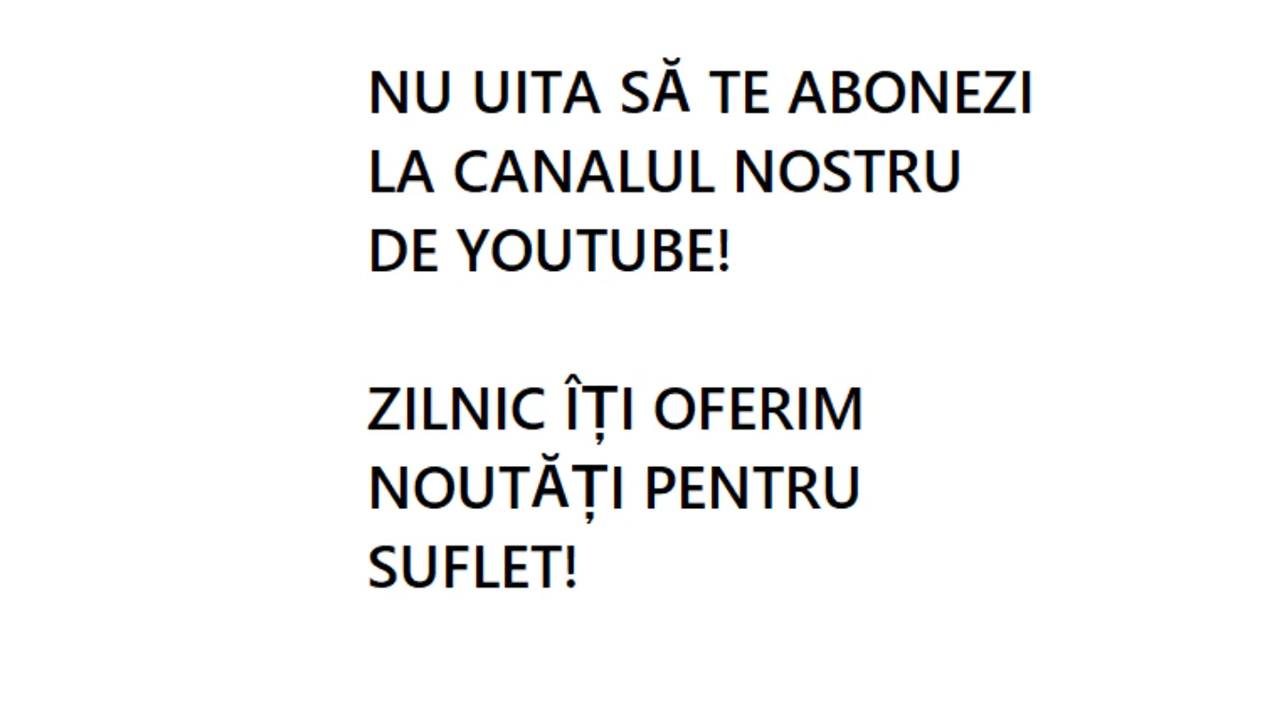 NU UITA SĂ TE ABONEZI
LA CANALUL NOSTRU
DE YOUTUBE!
ZILNIC ÎȚI OFERIM
NOUTĂȚI PENTRU
SUFLET!